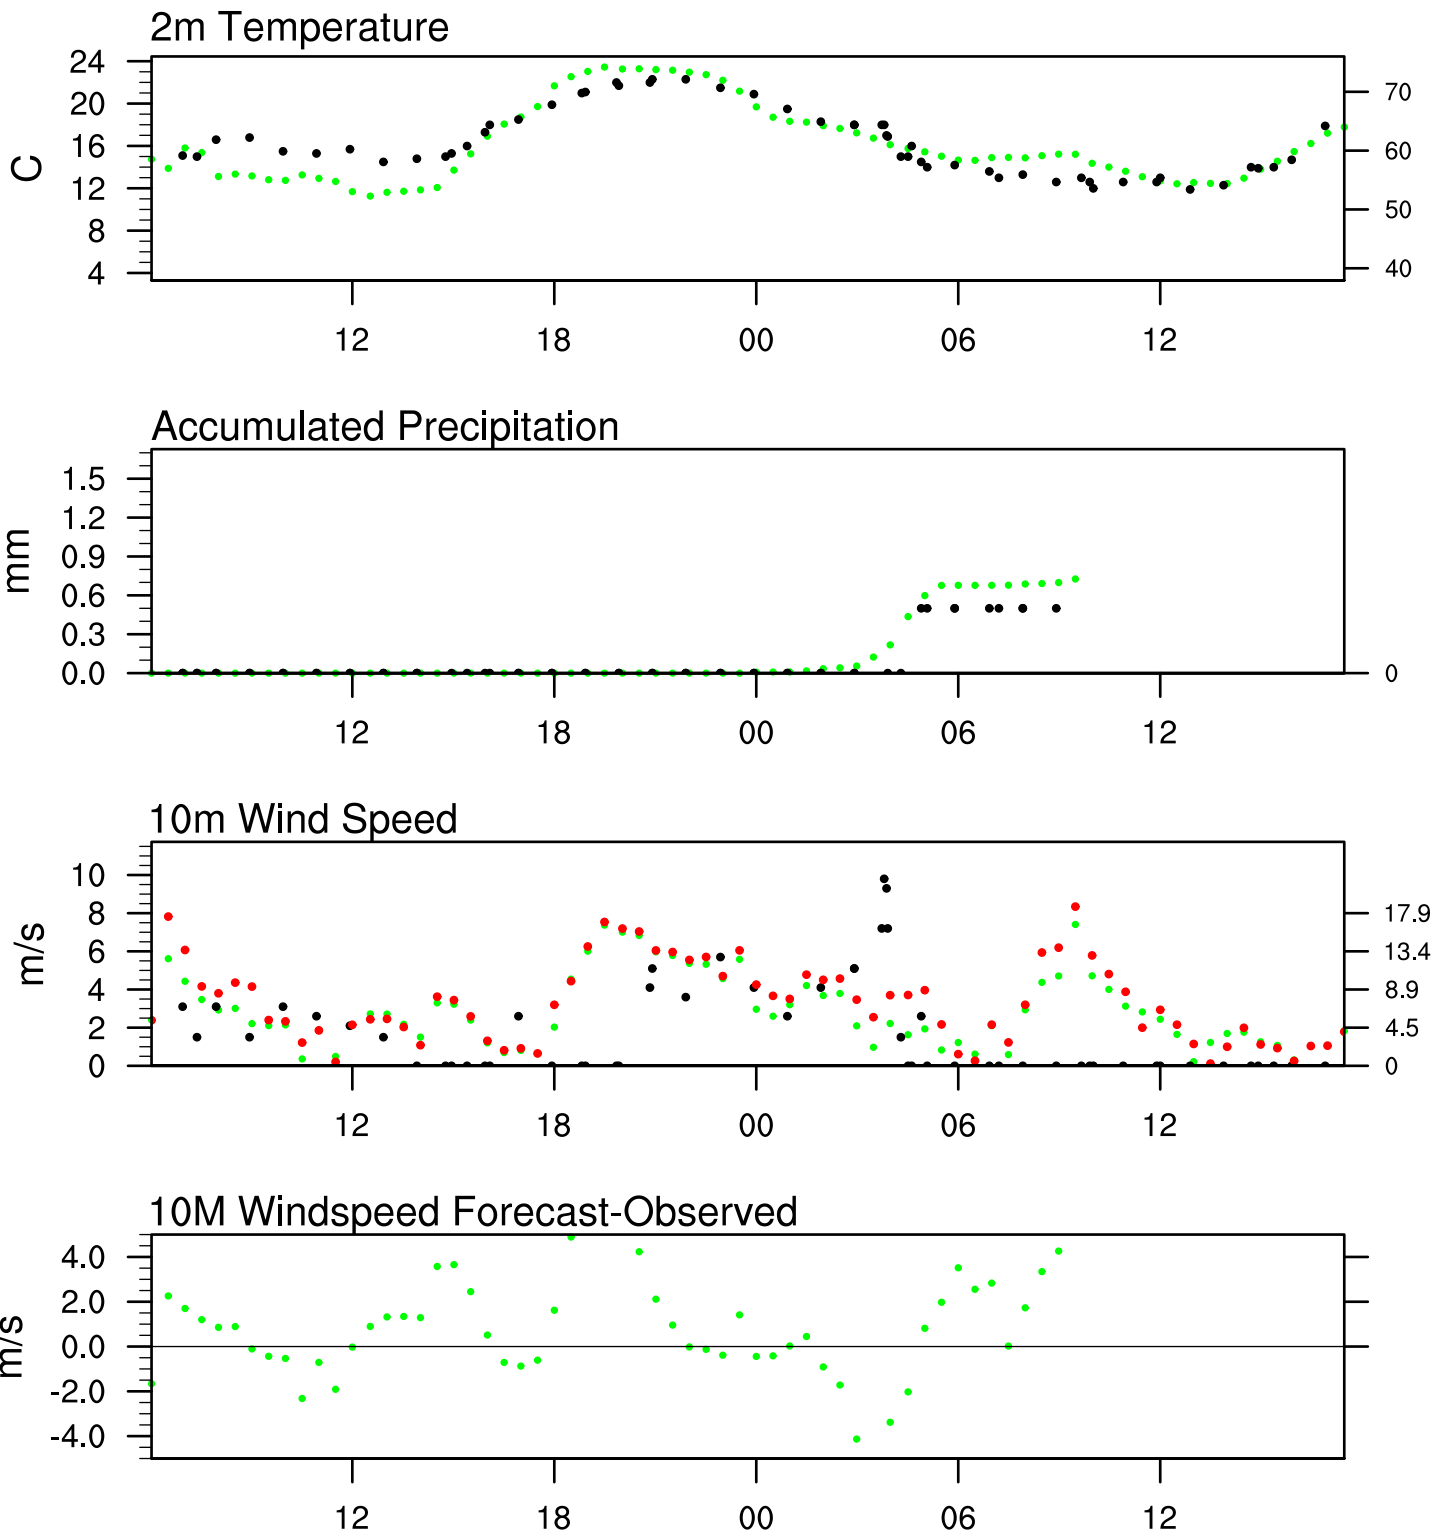 2m Temperature
24
20
16
12
8
4
C
70
60
50
40
12 18 00 06 12
Accumulated Precipitation
1.5
1.2
0.9
0.6
0.3
0.0
mm
0
12 18 00 06 12
10m Wind Speed
10
8
6
4
2
0
m/s
17.9
13.4
8.9
4.5
0
12 18 00 06 12
10M Windspeed Forecast-Observed
4.0
2.0
0.0
-2.0
-4.0
m/s
12 18 00 06 12